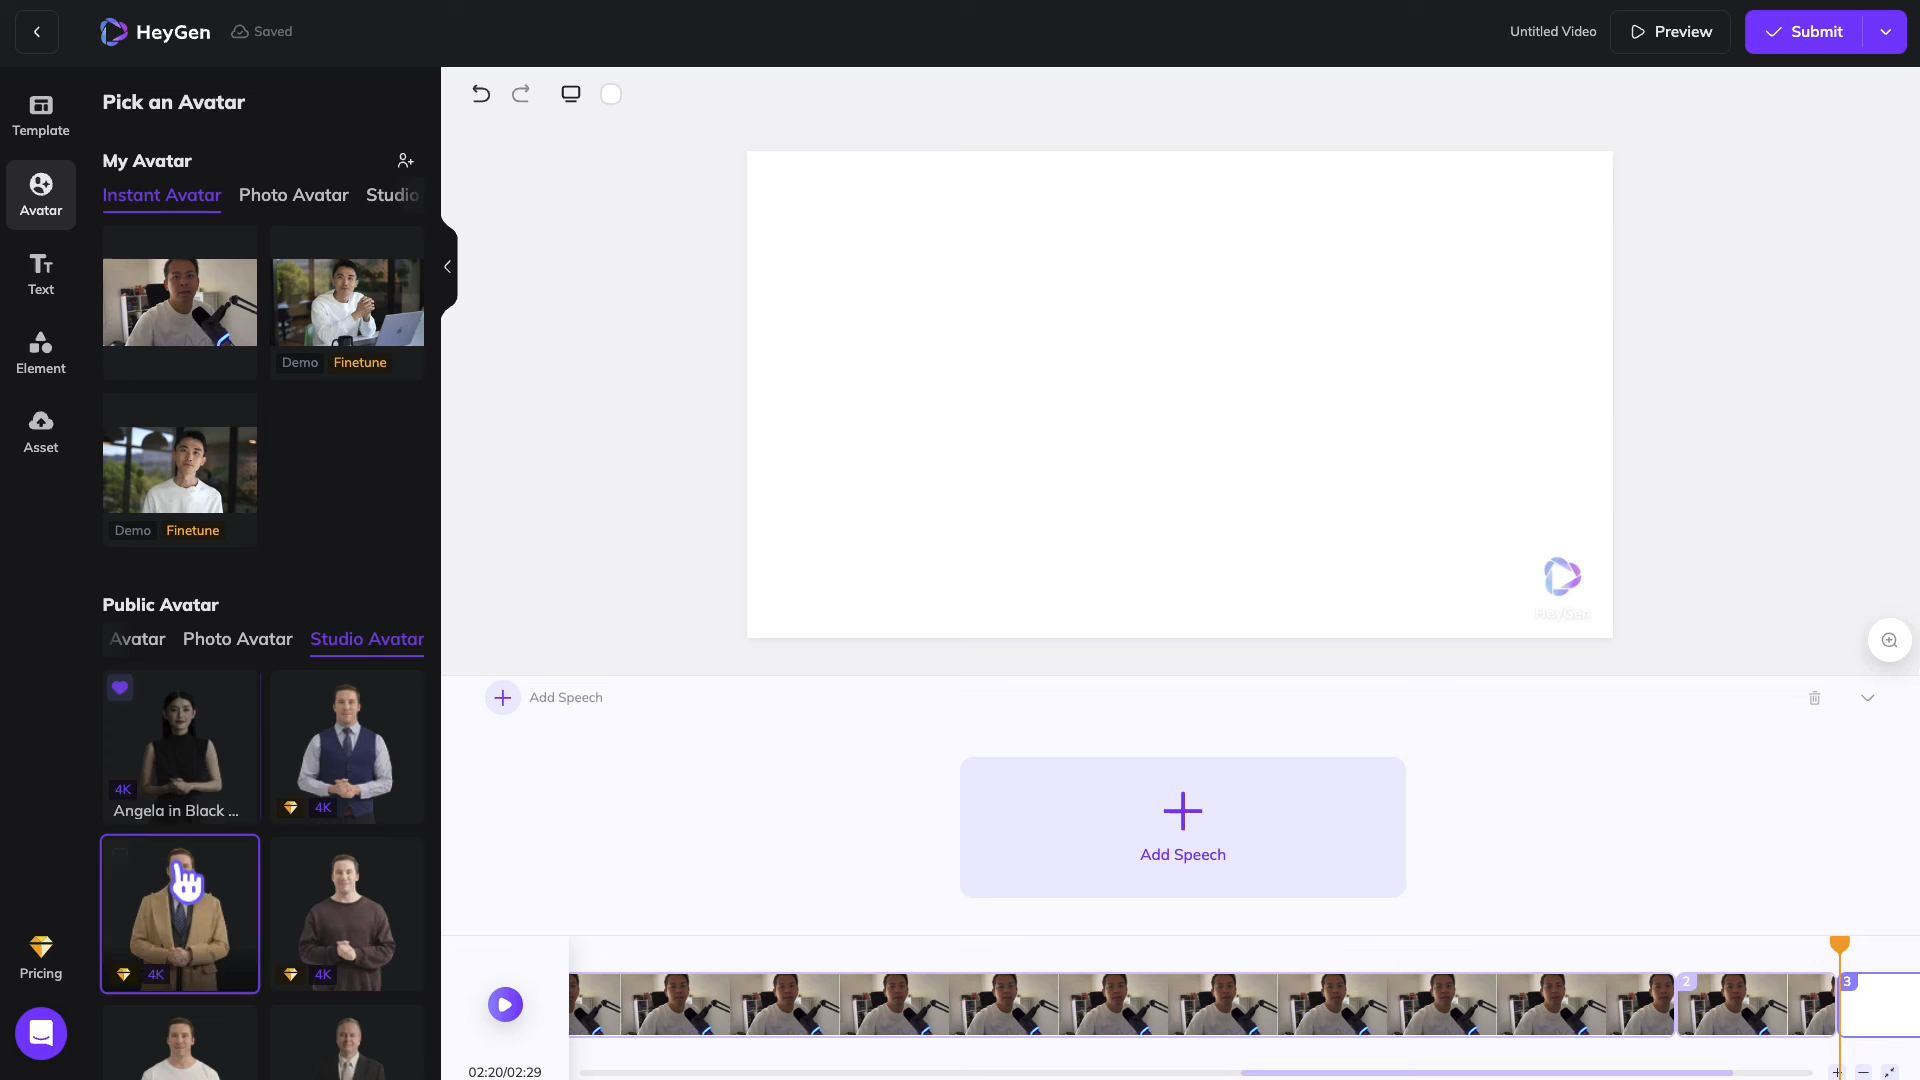 HeyGen
Saved
Untitled Video
Preview
Submit
Template
Avatar
Text
Element
Asset
Pricing
Pick an Avatar
My Avatar
Instant Avatar
Photo Avatar
Studio
Demo
Finetune
Demo
Finetune
Public Avatar
Avatar
Photo Avatar
Studio Avatar
4K
Angela in Black ...
4K
4K
4K
HeyGen
Add Speech
Add Speech
2
3
02:20/02:29